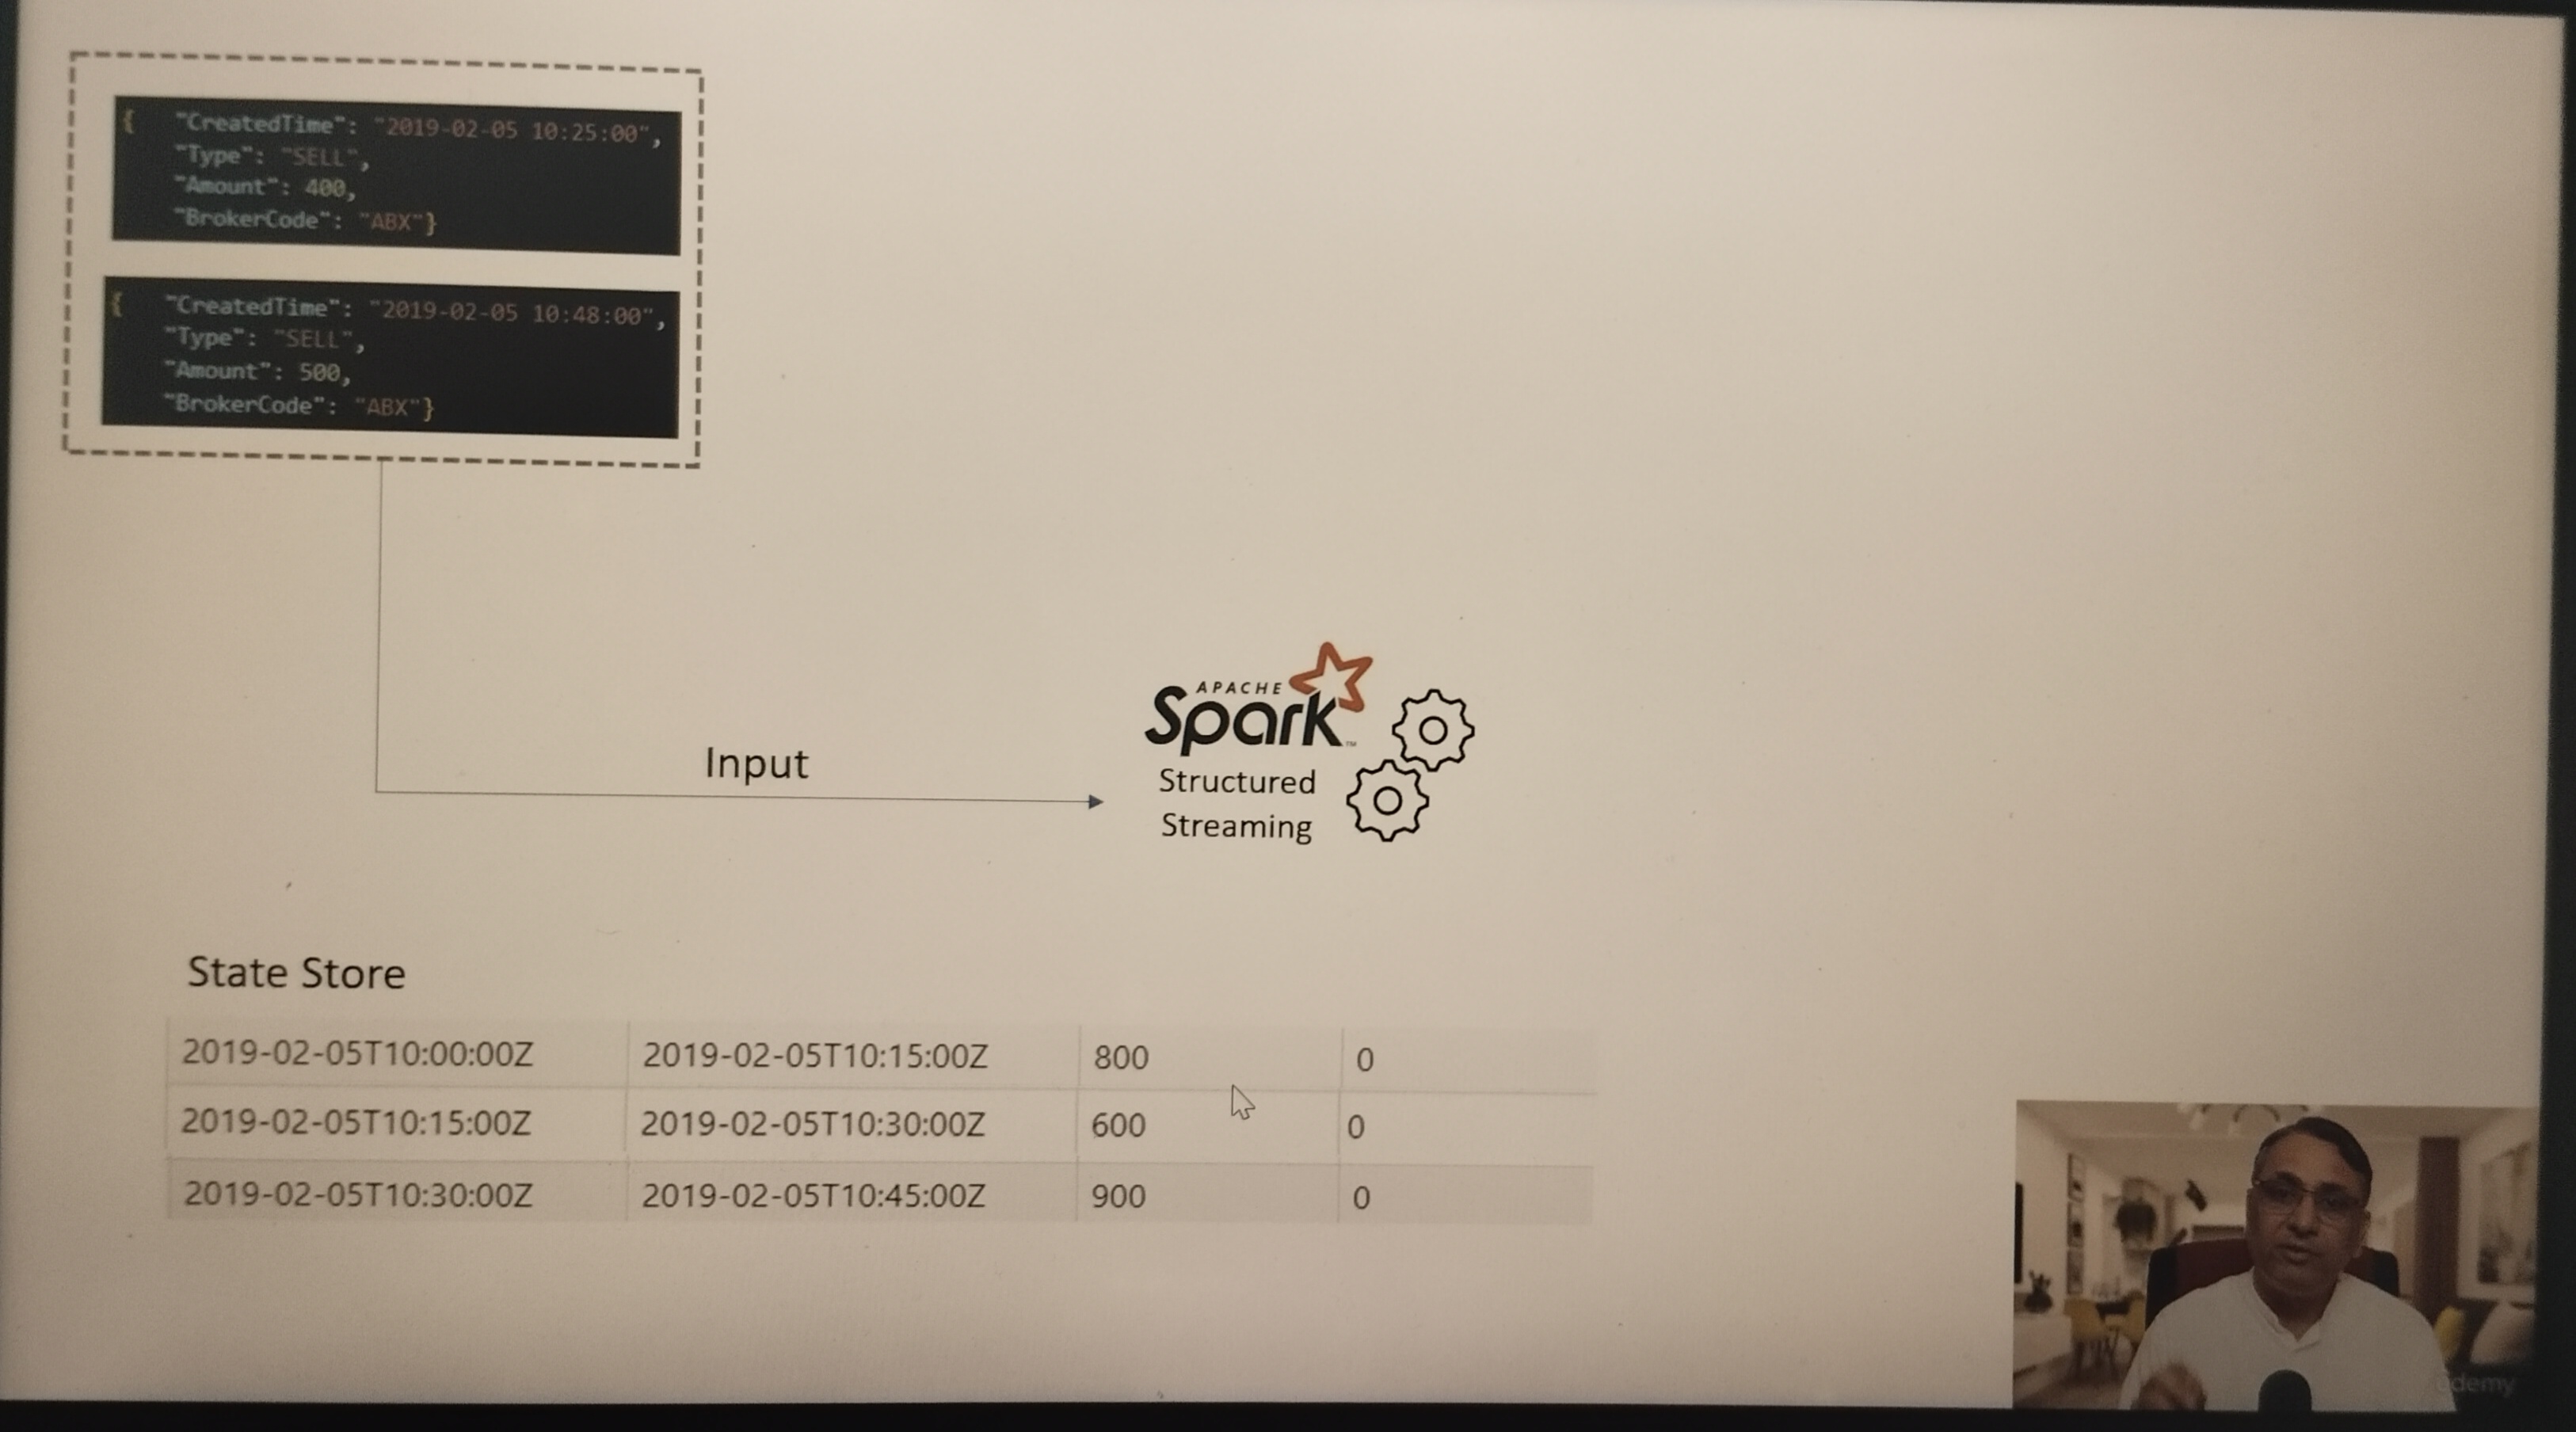 { "CreatedTime": "2019-02-05 10:25:00",
"Type": "SELL",
"Amount": 400,
"BrokerCode": "ABX"}
{ "CreatedTime": "2019-02-05 10:48:00",
"Type": "SELL",
"Amount": 500,
"BrokerCode": "ABX"}
Input
APACHE
Spark™
Structured
Streaming
State Store
2019-02-05T10:00:00Z 2019-02-05T10:15:00Z 800 0
2019-02-05T10:15:00Z 2019-02-05T10:30:00Z 600 0
2019-02-05T10:30:00Z 2019-02-05T10:45:00Z 900 0
udemy